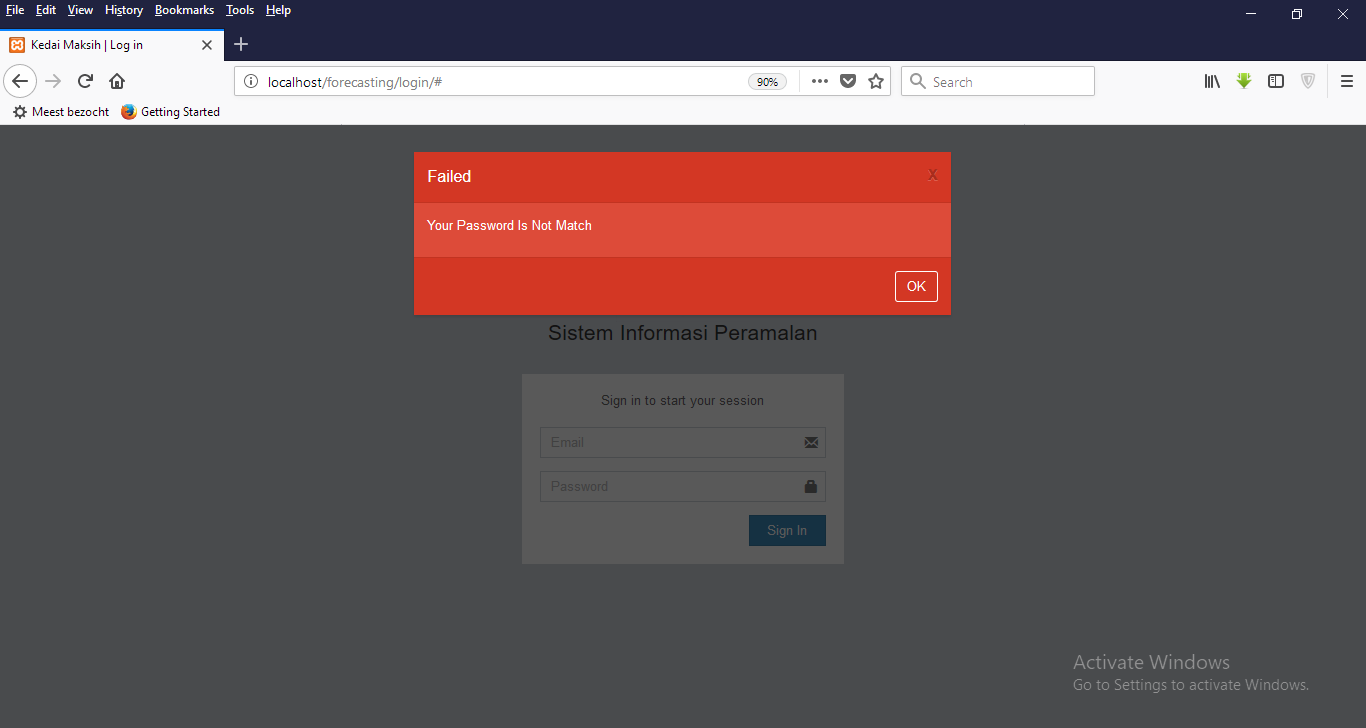 File Edit View History Bookmarks Tools Help
Kedai Maksih | Log in
localhost/forecasting/login/# 90% Search
Meest bezocht Getting Started
Failed X
Your Password Is Not Match
OK
Sistem Informasi Peramalan
Sign in to start your session
Email
Password
Sign In
Activate Windows
Go to Settings to activate Windows.